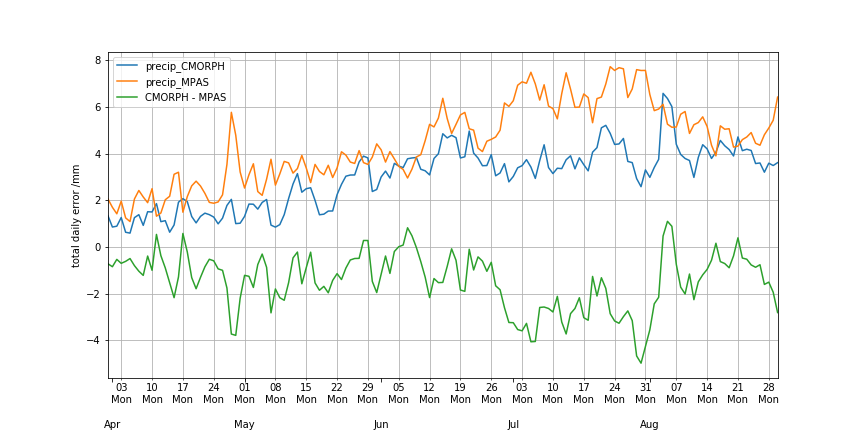 8
6
4
2
0
−2
−4
total daily error /mm
precip_CMORPH
precip_MPAS
CMORPH - MPAS
03 10 17 24 01 08 15 22 29 05 12 19 26 03 10 17 24 31 07 14 21 28
Mon Mon Mon Mon Mon Mon Mon Mon Mon Mon Mon Mon Mon Mon Mon Mon Mon Mon Mon Mon Mon Mon
Apr May Jun Jul Aug